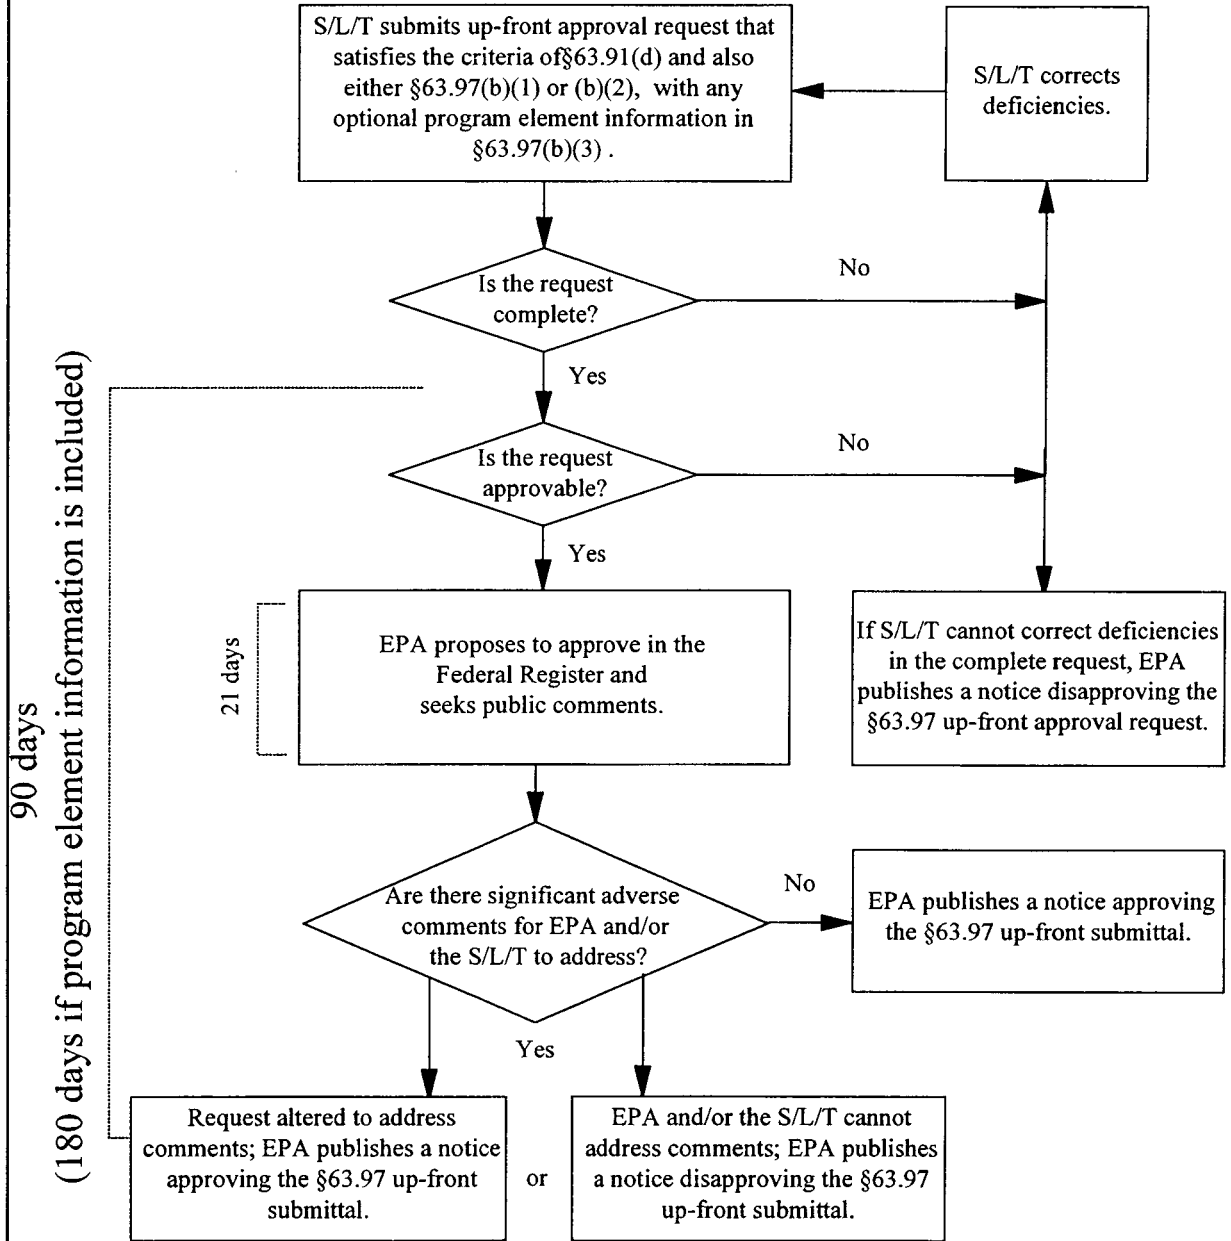 S/L/T submits up-front approval request that
satisfies the criteria of§63.91(d) and also
either §63.97(b)(1) or (b)(2),  with any
optional program element information in
§63.97(b)(3) .
S/L/T corrects
deficiencies.
Is the request
complete?
No
Yes
Is the request
approvable?
No
Yes
90 days
(180 days if program element information is included)
21 days
EPA proposes to approve in the
Federal Register and
seeks public comments.
If S/L/T cannot correct deficiencies
in the complete request, EPA
publishes a notice disapproving the
§63.97 up-front approval request.
Are there significant adverse
comments for EPA and/or
the S/L/T to address?
No
EPA publishes a notice approving
the §63.97 up-front submittal.
Yes
Request altered to address
comments; EPA publishes a notice
approving the §63.97 up-front
submittal.
or
EPA and/or the S/L/T cannot
address comments; EPA publishes
a notice disapproving the §63.97
up-front submittal.